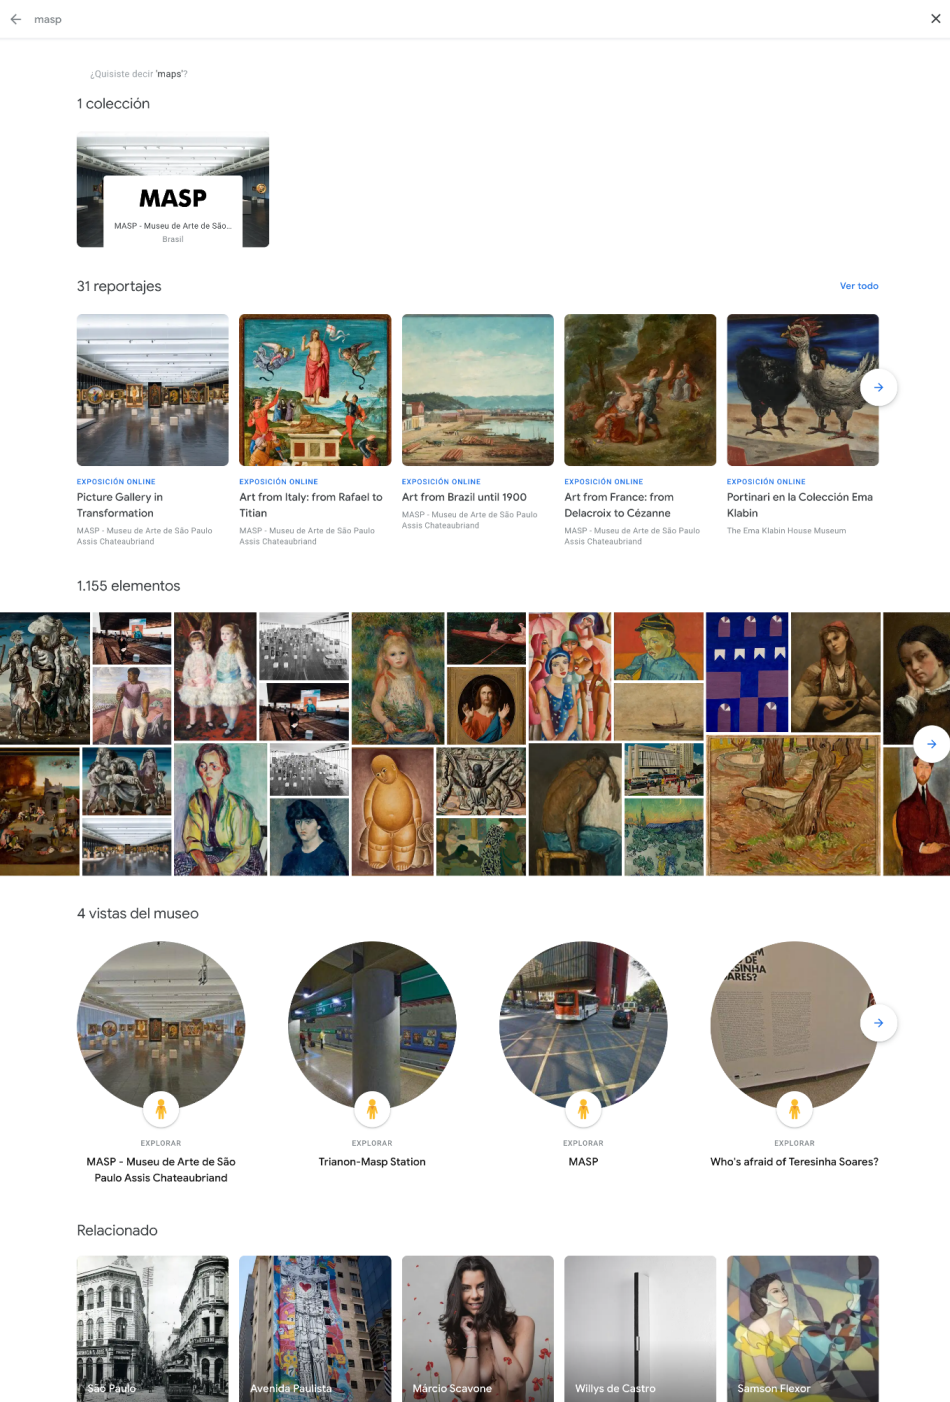 masp
¿Quisiste decir 'maps'?
1 colección
MASP
MASP - Museu de Arte de São...
Brasil
31 reportajes
Ver todo
EXPOSICIÓN ONLINE
Picture Gallery in
Transformation
MASP - Museu de Arte de São Paulo
Assis Chateaubriand
EXPOSICIÓN ONLINE
Art from Italy: from Rafael to
Titian
MASP - Museu de Arte de São Paulo
Assis Chateaubriand
EXPOSICIÓN ONLINE
Art from Brazil until 1900
MASP - Museu de Arte de São Paulo
Assis Chateaubriand
EXPOSICIÓN ONLINE
Art from France: from
Delacroix to Cézanne
MASP - Museu de Arte de São Paulo
Assis Chateaubriand
EXPOSICIÓN ONLINE
Portinari en la Colección Ema
Klabin
The Ema Klabin House Museum
1.155 elementos
4 vistas del museo
DE
SINHA
ARES?
EXPLORAR
MASP - Museu de Arte de São
Paulo Assis Chateaubriand
EXPLORAR
Trianon-Masp Station
EXPLORAR
MASP
EXPLORAR
Who's afraid of Teresinha Soares?
Relacionado
São Paulo
Avenida Paulista
Márcio Scavone
Willys de Castro
Samson Flexor